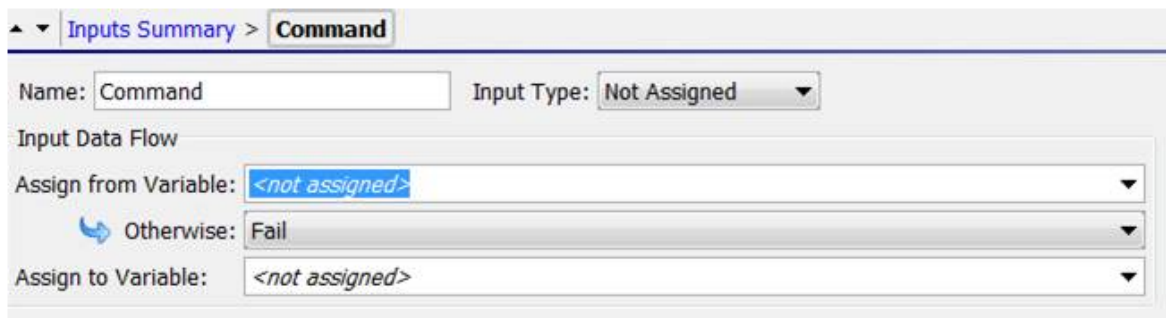 Inputs Summary > Command
Name: Command Input Type: Not Assigned
Input Data Flow
Assign from Variable: <not assigned>
Otherwise: Fail
Assign to Variable: <not assigned>